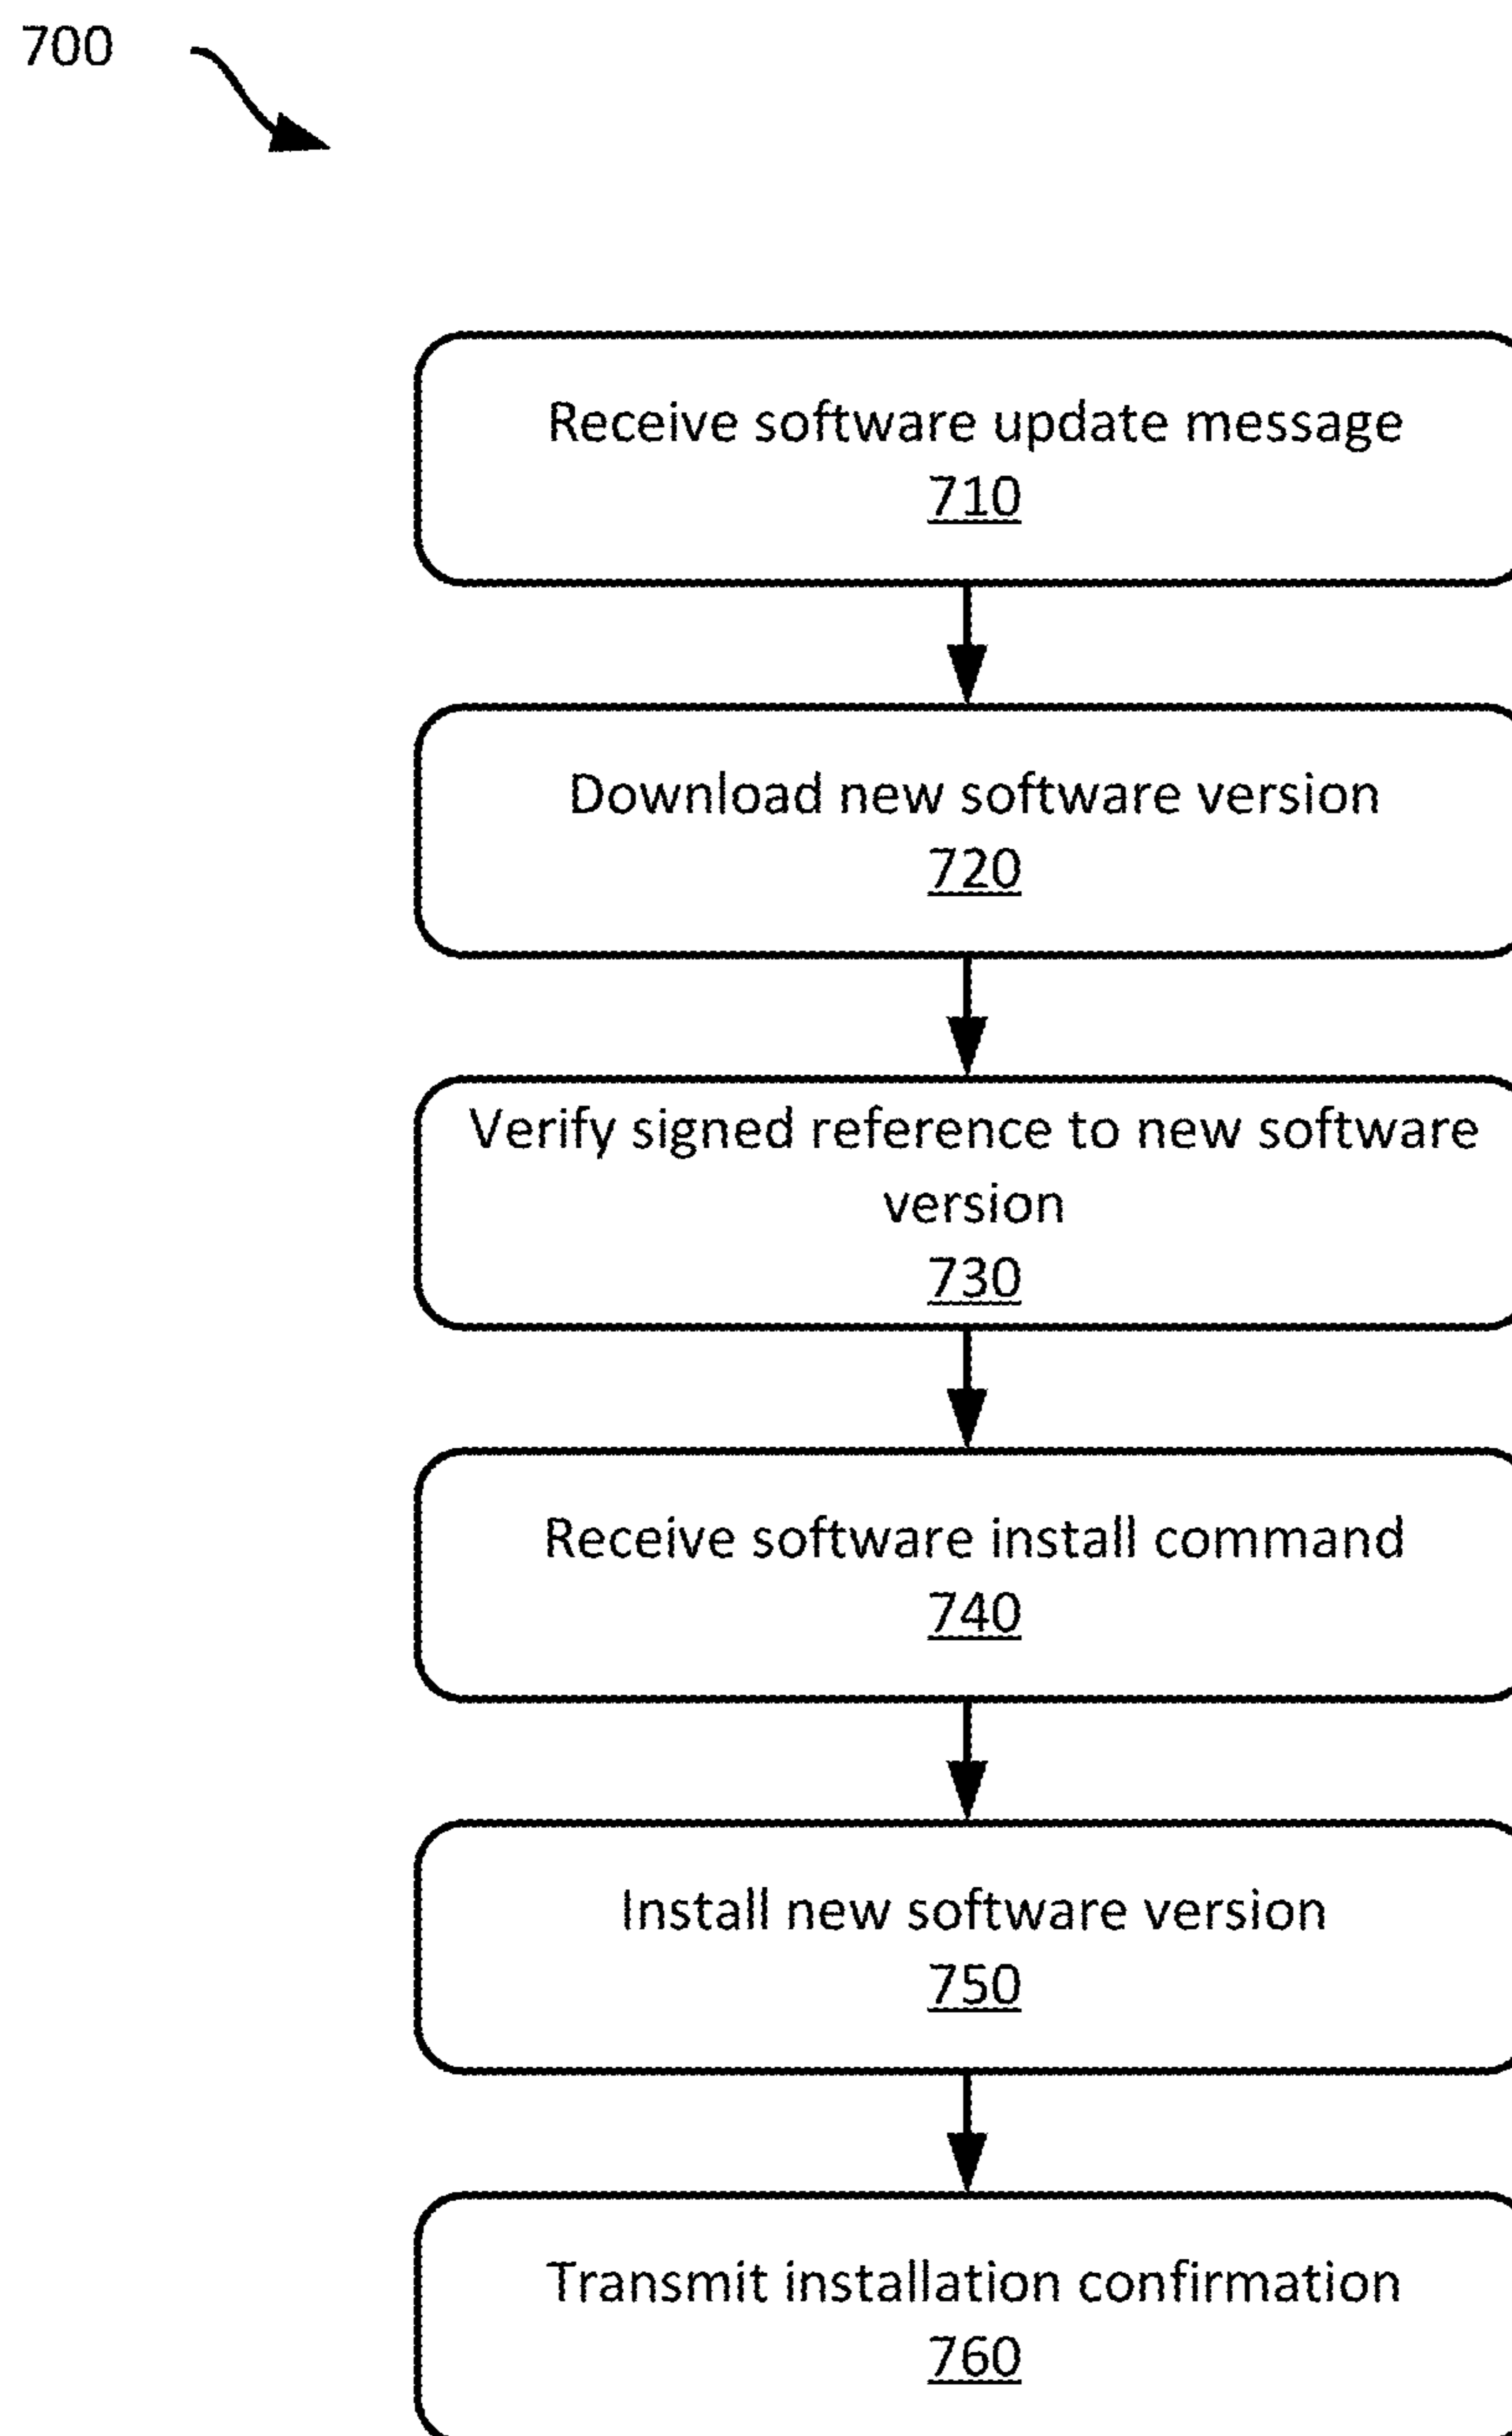 700
Receive software update message
710
Download new software version
720
Verify signed reference to new software
version
730
Receive software install command
740
Install new software version
750
Transmit installation confirmation
760